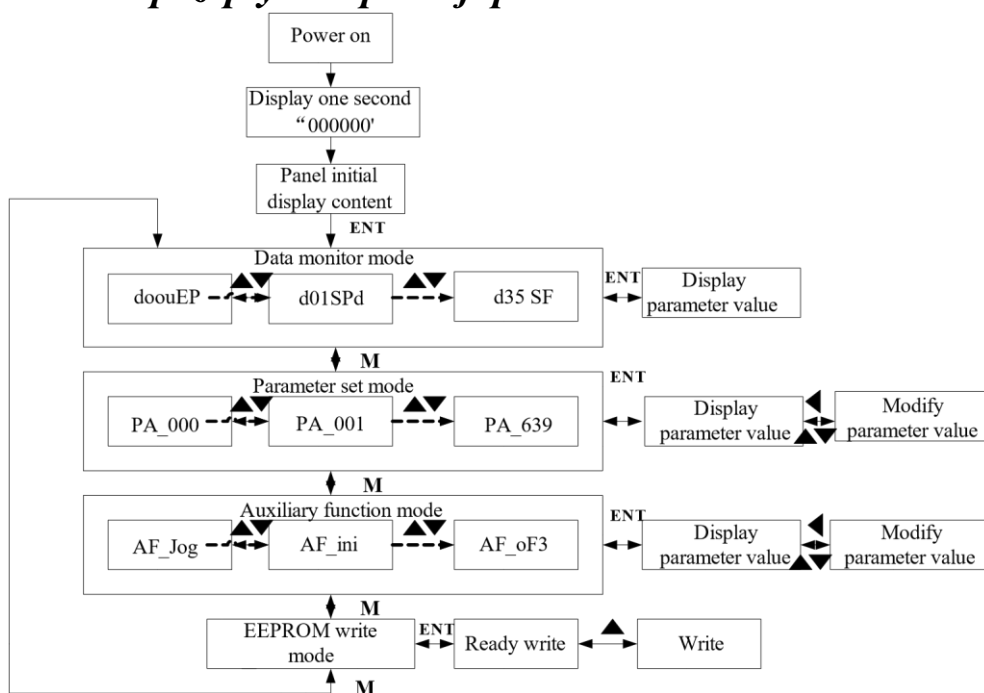 Power on
Display one second
“000000'
Panel initial
display content
ENT
Data monitor mode
doouEP
d01SPd
d35 SF
ENT
Display
parameter value
M
Parameter set mode
PA_000
PA_001
PA_639
ENT
Display
parameter value
Modify
parameter value
M
Auxiliary function mode
AF_Jog
AF_ini
AF_oF3
ENT
Display
parameter value
Modify
parameter value
M
EEPROM write
mode
ENT
Ready write
Write
M